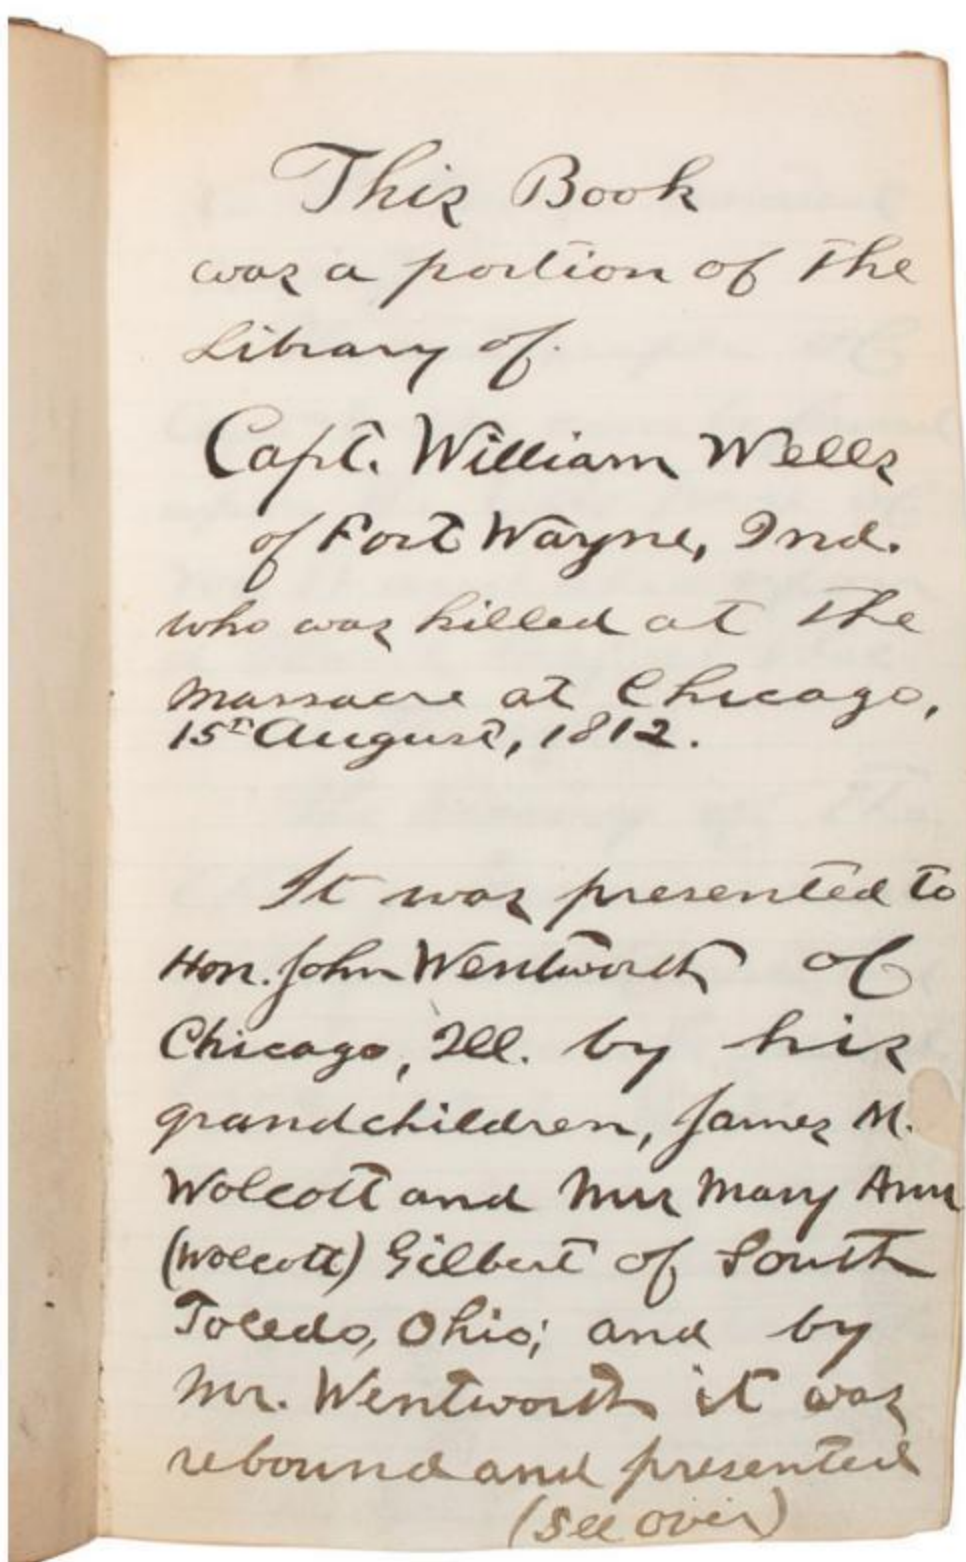 This Book
was a portion of the
Library of
Capt. William Wells
of Fort Wayne, Ind.
who was killed at the
massacre at Chicago,
15th August, 1812.
It was presented to
Hon. John Wentworth of
Chicago, Ill. by his
grandchildren, James M.
Wolcott and Mrs Mary Ann
(Wolcott) Gilbert of South
Toledo, Ohio; and by
Mr. Wentworth it was
rebound and presented
(See over)